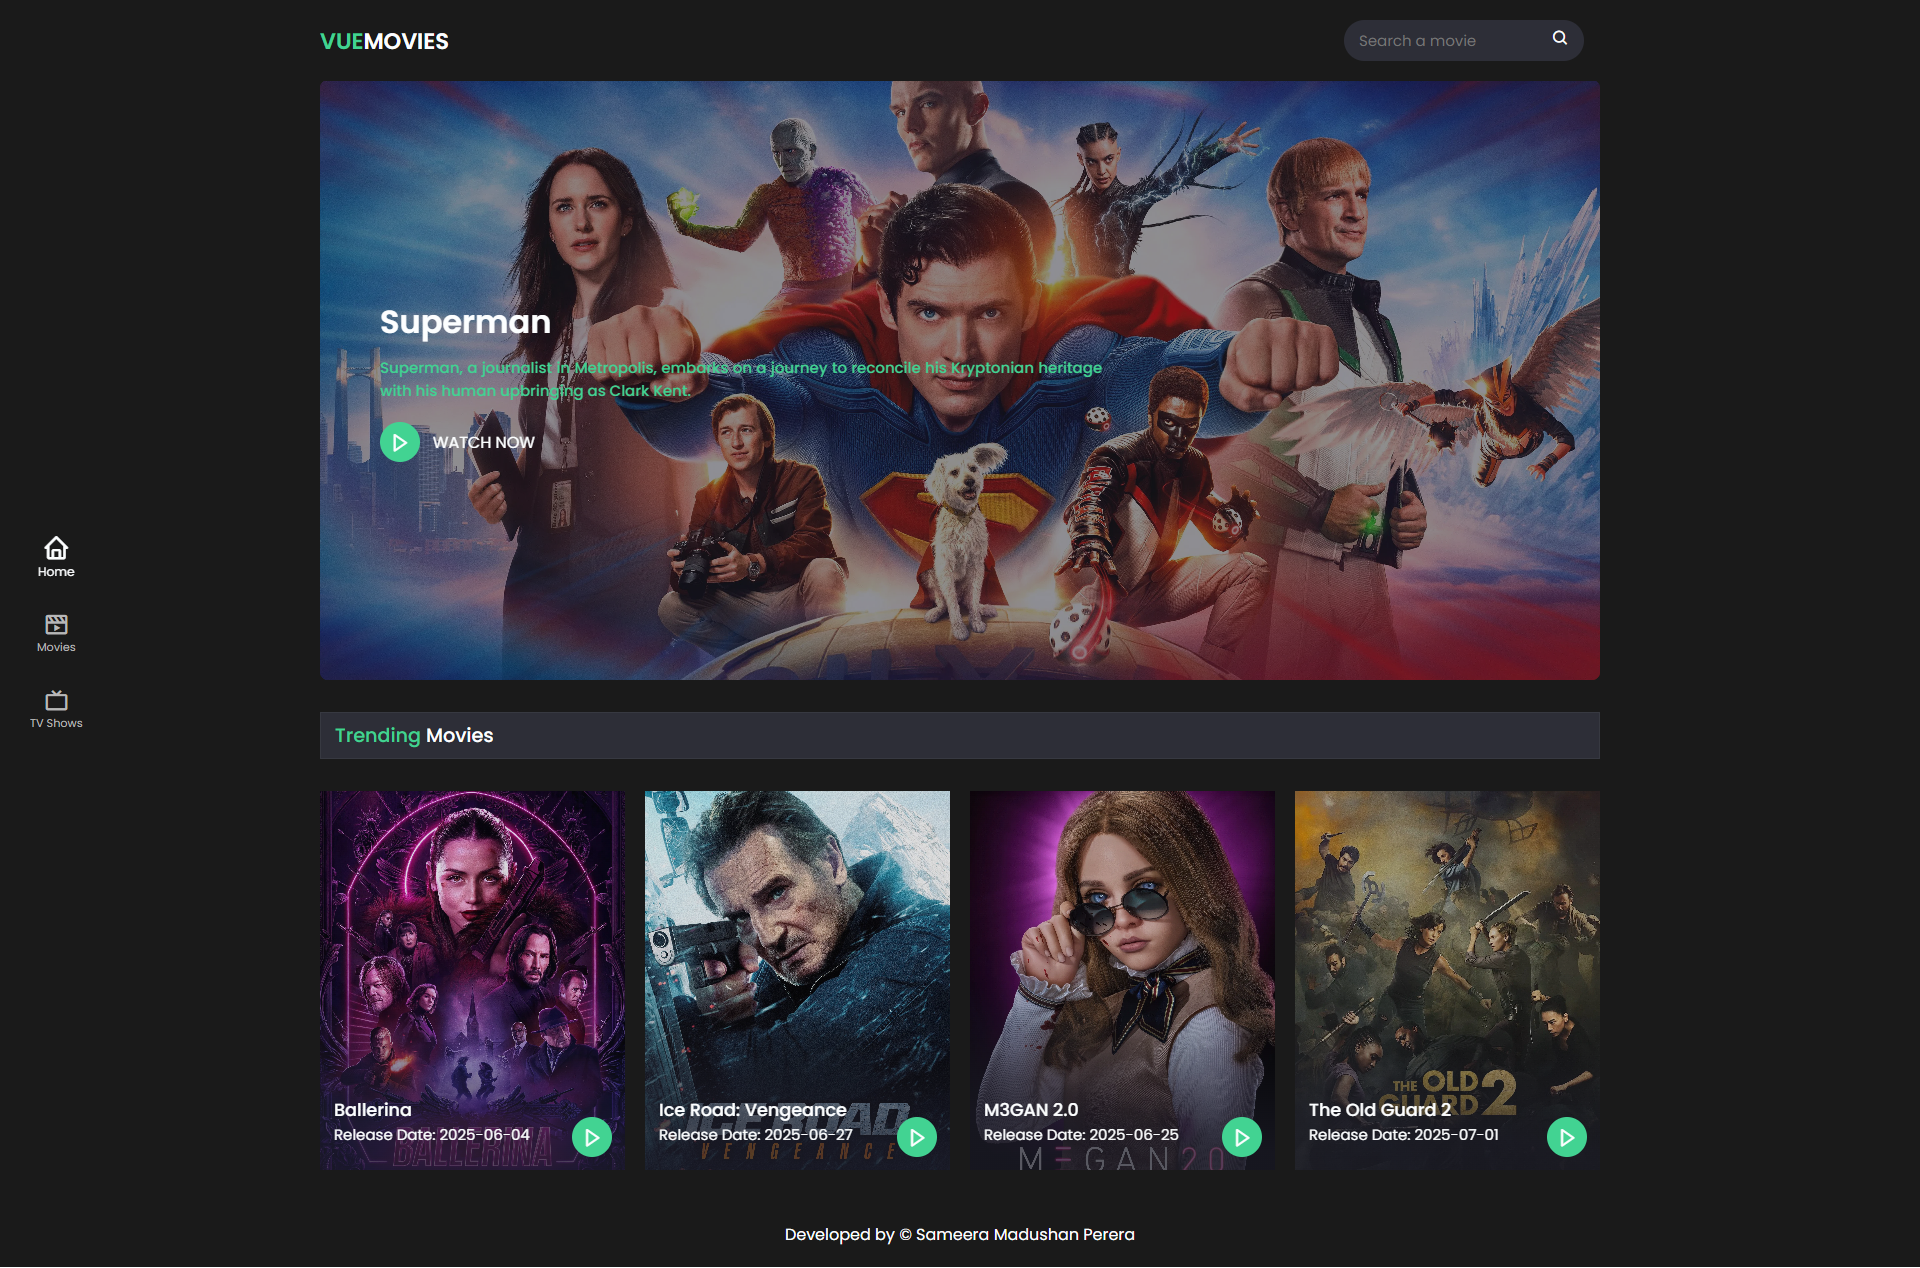 VUEMOVIES
Search a movie
Superman
Superman, a journalist in Metropolis, embarks on a journey to reconcile his Kryptonian heritage
with his human upbringing as Clark Kent.
WATCH NOW
Home
Movies
TV Shows
Trending Movies
Ballerina
Release Date: 2025-06-04
BALLERINA
Ice Road: Vengeance
Release Date: 2025-06-27
ICE ROAD
VENGEANCE
M3GAN 2.0
Release Date: 2025-06-25
M3GAN 2.0
THE OLD GUARD 2
The Old Guard 2
Release Date: 2025-07-01
Developed by © Sameera Madushan Perera